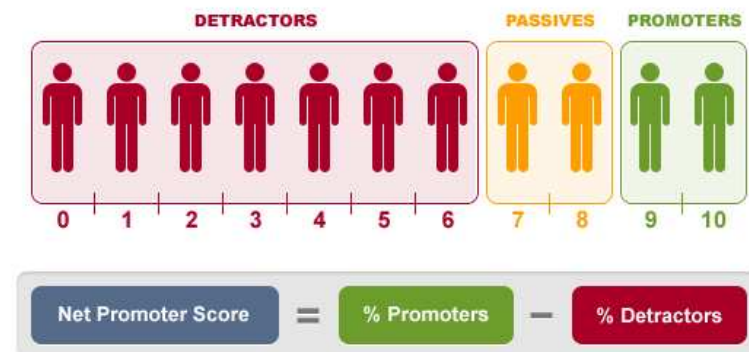 DETRACTORS PASSIVES PROMOTERS
0 1 2 3 4 5 6 7 8 9 10
Net Promoter Score = % Promoters − % Detractors